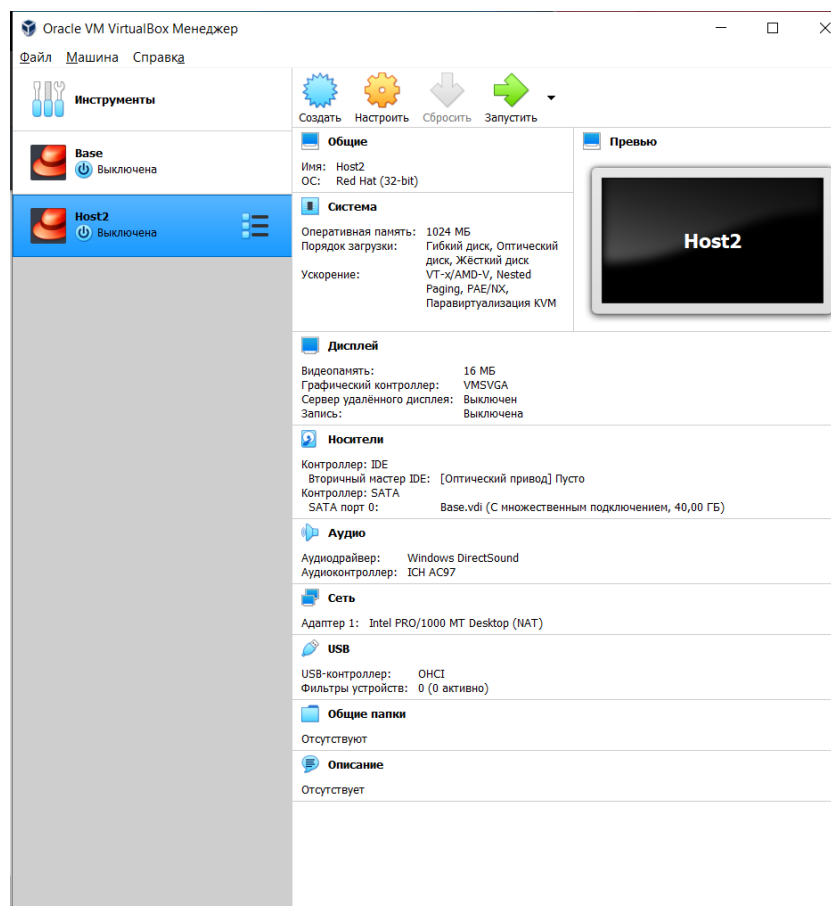 Oracle VM VirtualBox Менеджер
Файл Машина Справка
Инструменты
Base
Выключена
Host2
Выключена
Создать Настроить Сбросить Запустить
Общие
Имя: Host2
ОС: Red Hat (32-bit)
Превью
Host2
Система
Оперативная память: 1024 МБ
Порядок загрузки: Гибкий диск, Оптический
диск, Жёсткий диск
Ускорение: VT-x/AMD-V, Nested
Paging, PAE/NX,
Паравиртуализация KVM
Дисплей
Видеопамять: 16 МБ
Графический контроллер: VMSVGA
Сервер удалённого дисплея: Выключен
Запись: Выключена
Носители
Контроллер: IDE
Вторичный мастер IDE: [Оптический привод] Пусто
Контроллер: SATA
SATA порт 0: Base.vdi (С множественным подключением, 40,00 ГБ)
Аудио
Аудиодрайвер: Windows DirectSound
Аудиоконтроллер: ICH AC97
Сеть
Адаптер 1: Intel PRO/1000 MT Desktop (NAT)
USB
USB-контроллер: OHCI
Фильтры устройств: 0 (0 активно)
Общие папки
Отсутствуют
Описание
Отсутствует